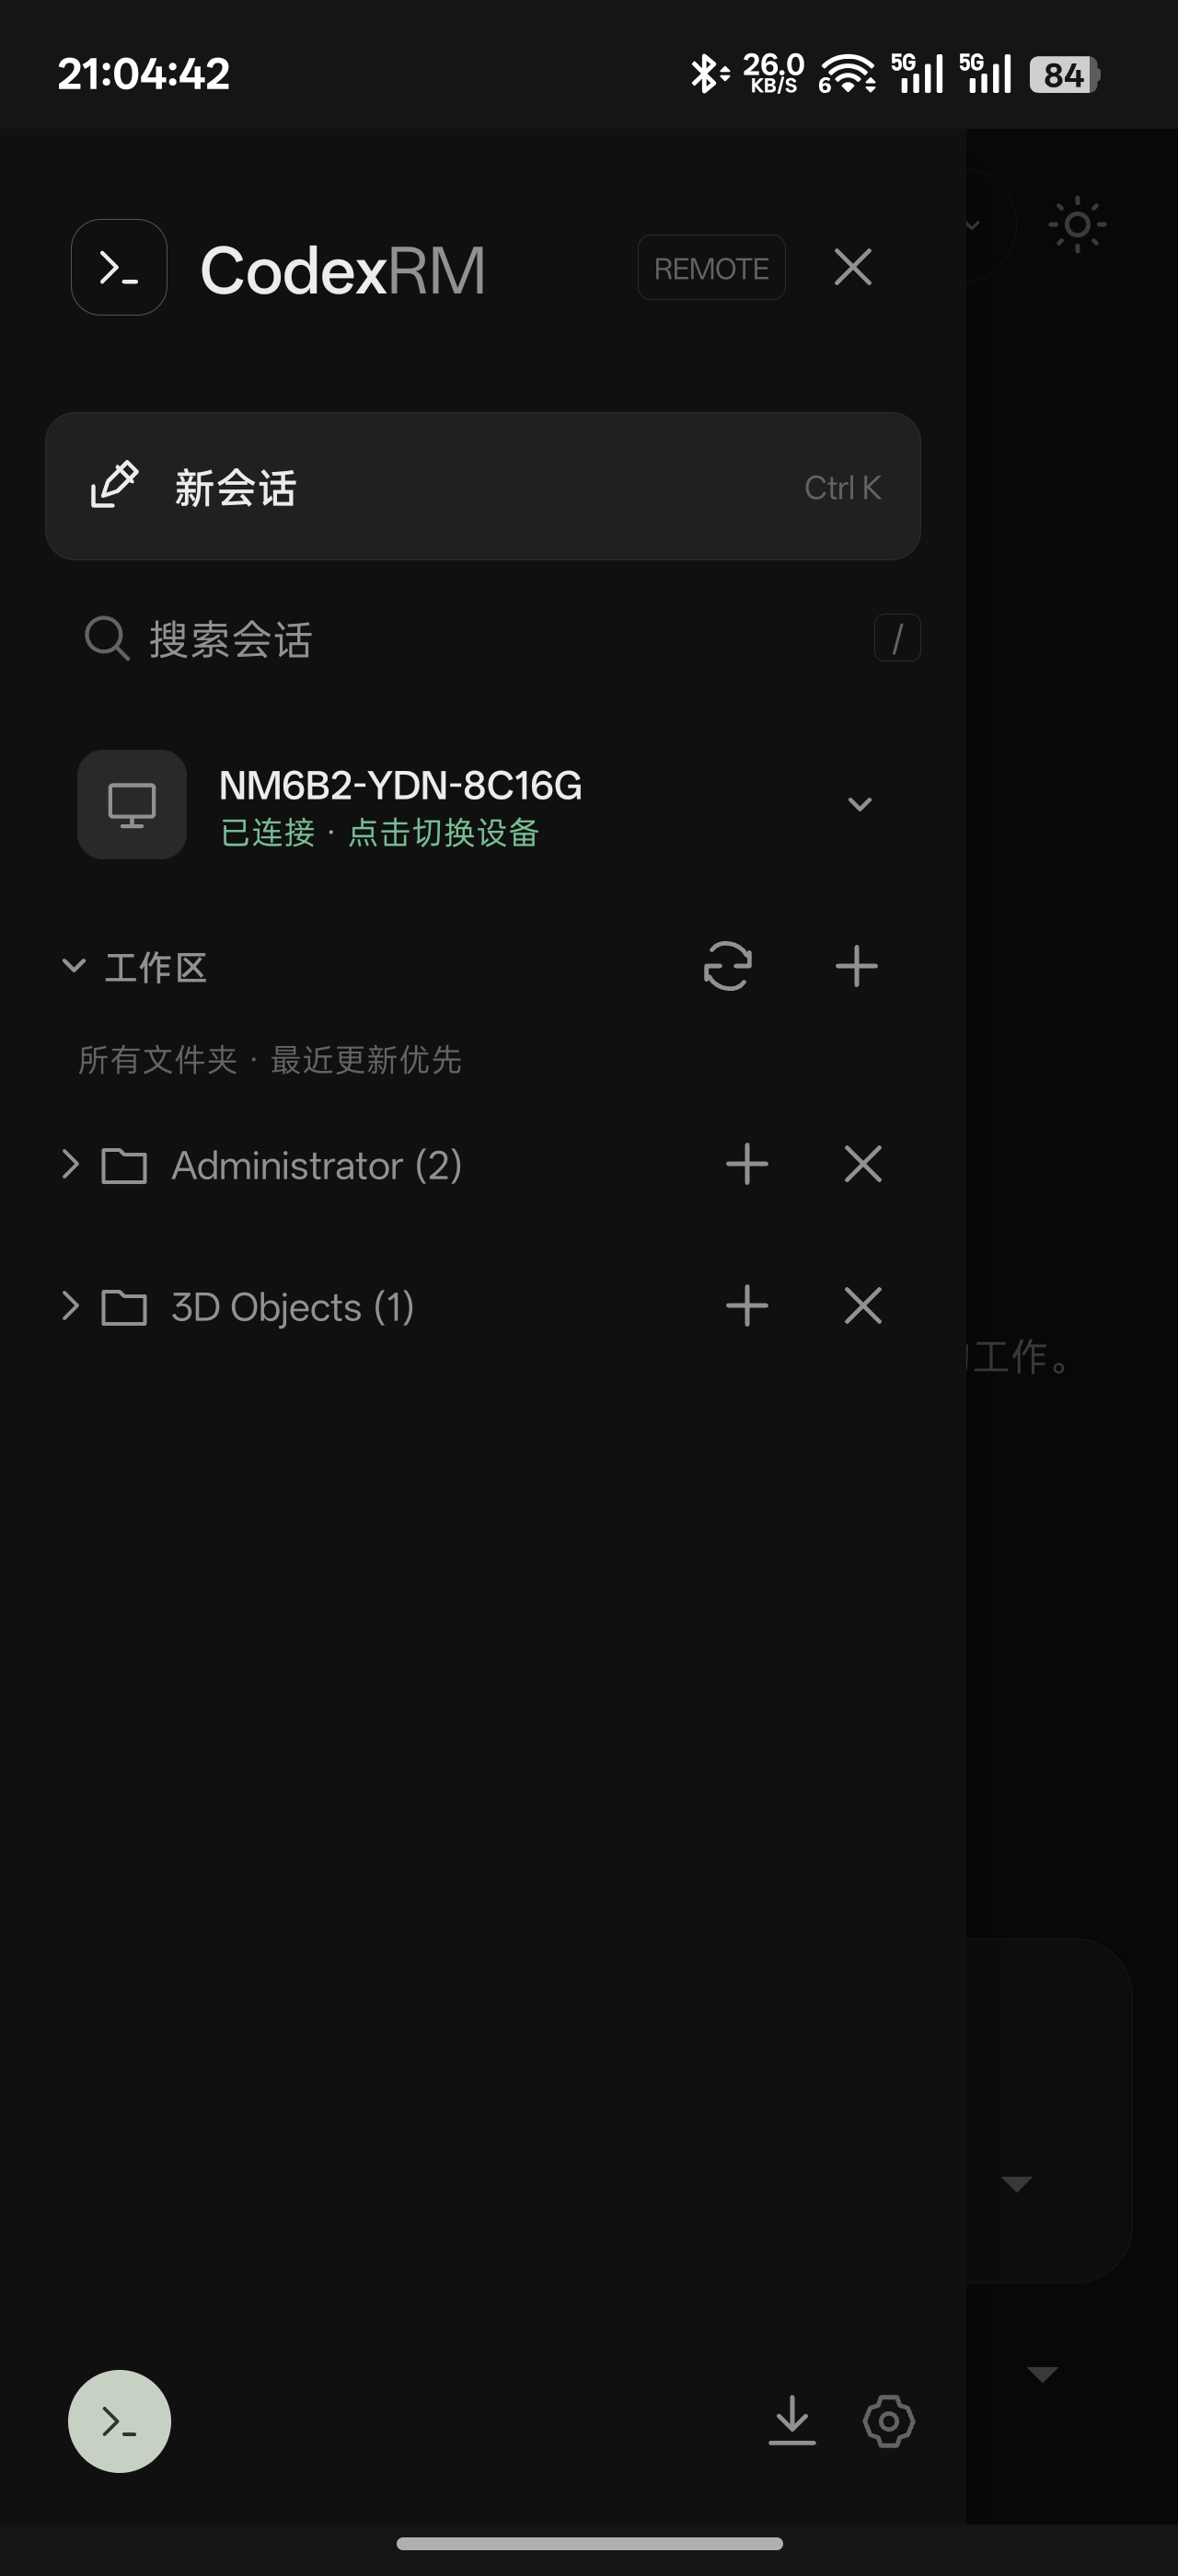 21:04:42
26.0 KB/S 6 5G 5G 84
CodexRM
REMOTE
新会话
Ctrl K
搜索会话
/
NM6B2-YDN-8C16G
已连接 · 点击切换设备
工作区
所有文件夹 · 最近更新优先
Administrator (2)
3D Objects (1)
工作。